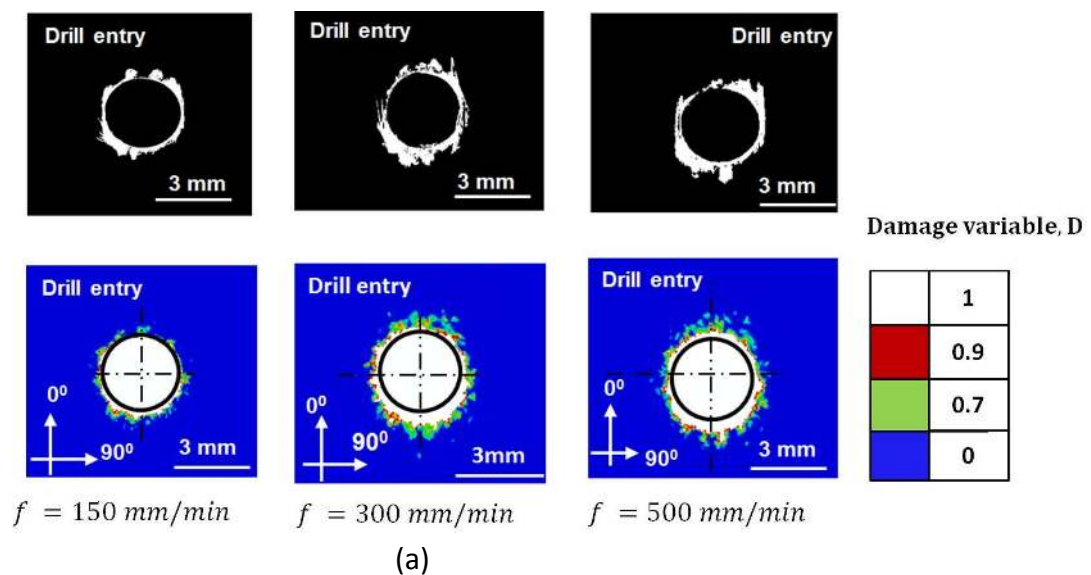 Drill entry
3 mm
Drill entry
3 mm
Drill entry
3 mm
Damage variable, D
1
0.9
0.7
0
Drill entry
0⁰
90⁰
3 mm
Drill entry
0⁰
90⁰
3mm
Drill entry
0⁰
90⁰
3 mm
f = 150 mm/min
f = 300 mm/min
f = 500 mm/min
(a)